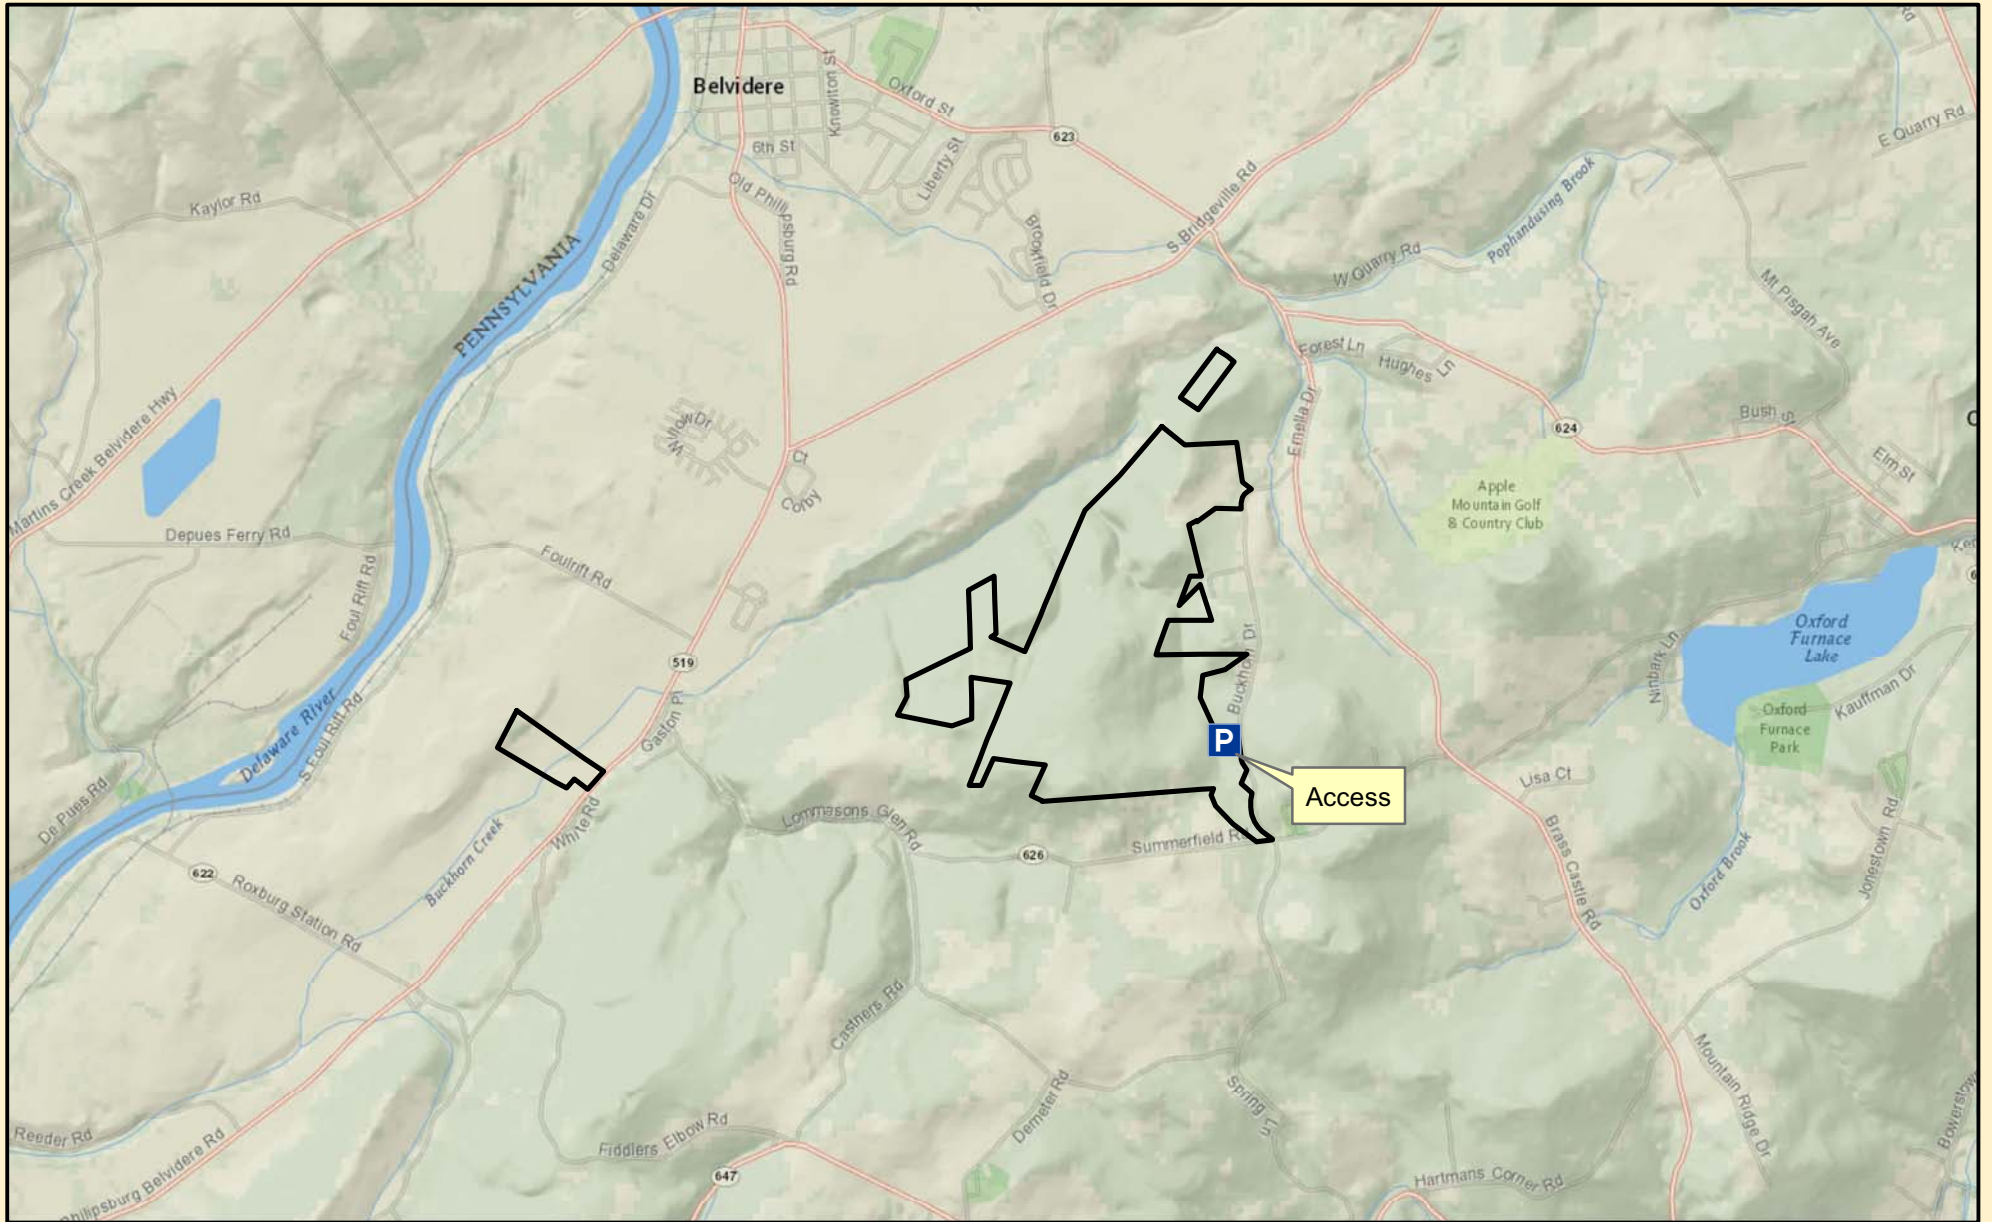 Belvidere
Knowlton St
Oxford St
623
6th St
Liberty St
E Quarry Rd
Rd
Kaylor Rd
Delaware Dr
Old Phillipsburg Rd
Brookfield Dr
S Bridgeville Rd
W Quarry Rd
Pophandusing Brook
Mt Pisgah Ave
PENNSYLVANIA
Forest Ln
Hughes Ln
Ernella Dr
Martins Creek Belvidere Hwy
Willow Dr
624
Bush St
Elm St
Ct
Corby
Apple
Mountain Golf
& Country Club
Depues Ferry Rd
Foulrift Rd
Foul Rift Rd
519
Buckhorn Dr
Oxford
Furnace
Lake
Ninbark Ln
Kauffman Dr
Gaston Pl
Delaware River
S Foul Rift Rd
P
Access
Oxford
Furnace
Park
Lisa Ct
De Pues Rd
Lommasons Glen Rd
White Rd
Buckhorn Creek
Summerfield Rd
626
622
Roxburg Station Rd
Brass Castle Rd
Oxford Brook
Jonestown Rd
Castners Rd
Demeter Rd
Spring Ln
Mountain Ridge Dr
Reeder Rd
Fiddlers Elbow Rd
647
Hartmans Corner Rd
Philipsburg Belvidere Rd